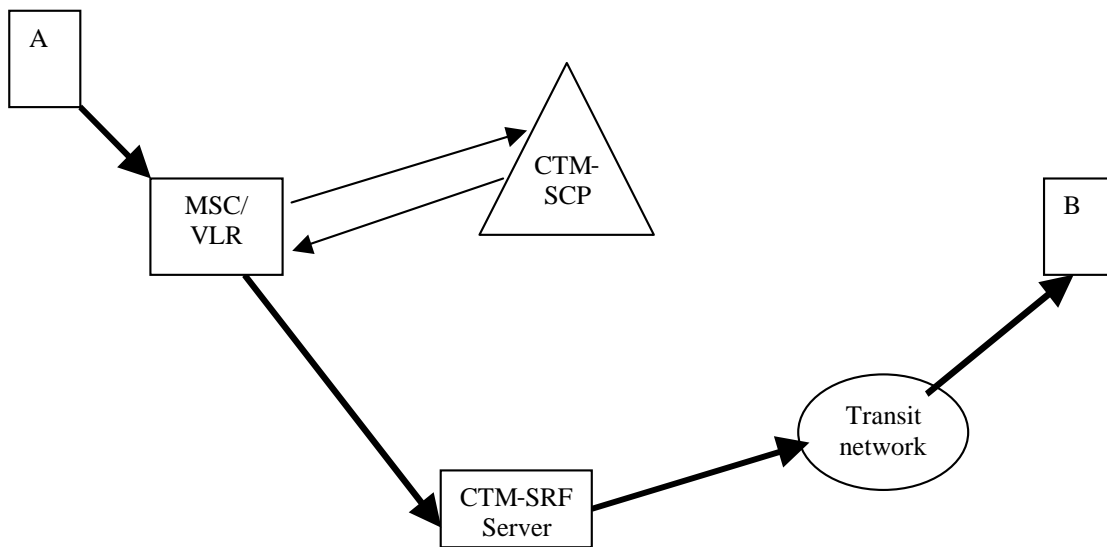 A
CTM-
SCP
MSC/
VLR
B
Transit
network
CTM-SRF
Server